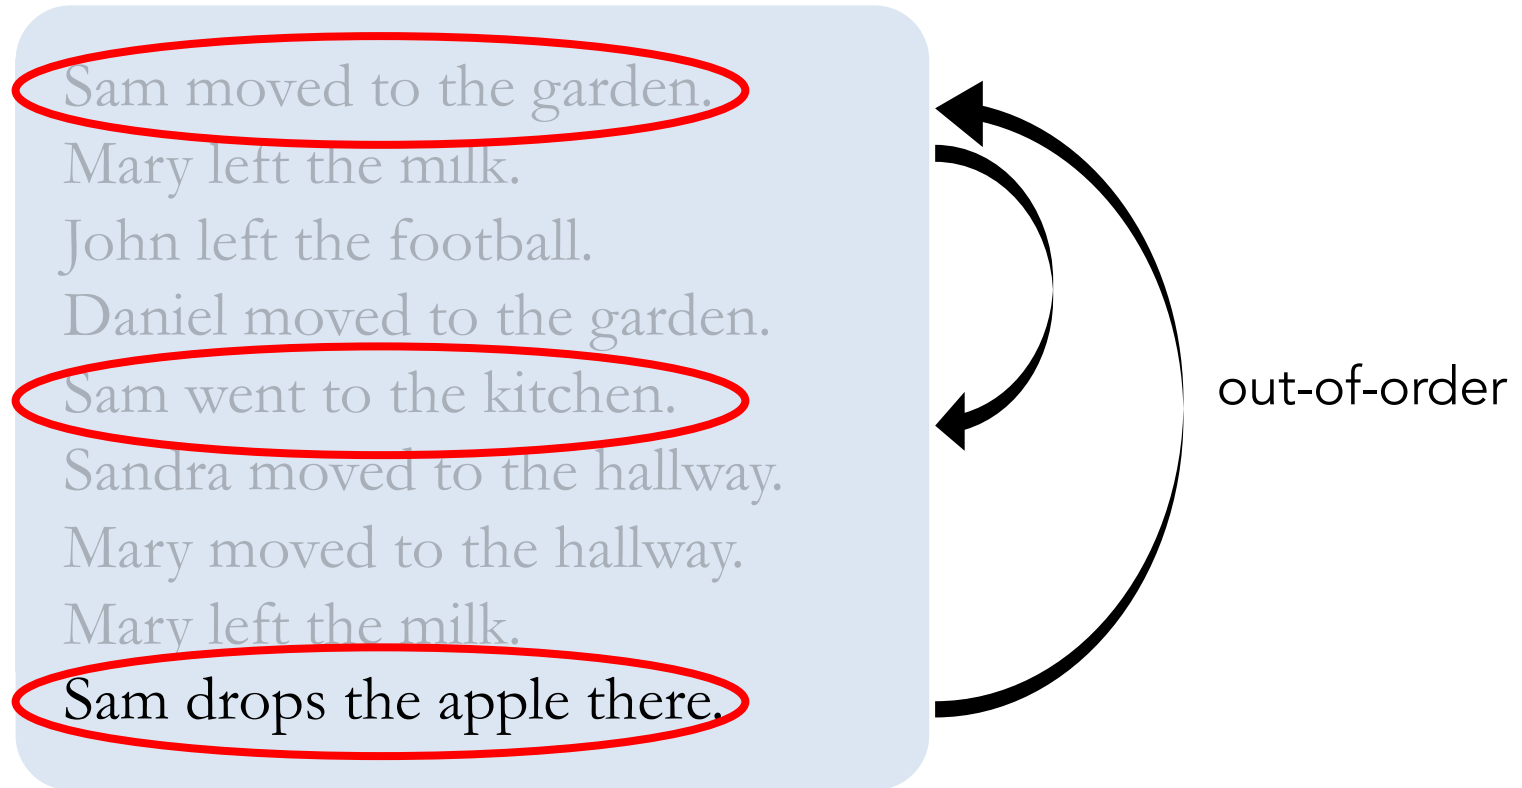 Sam moved to the garden.
Mary left the milk.
John left the football.
Daniel moved to the garden.
Sam went to the kitchen.
Sandra moved to the hallway.
Mary moved to the hallway.
Mary left the milk.
Sam drops the apple there.
out-of-order